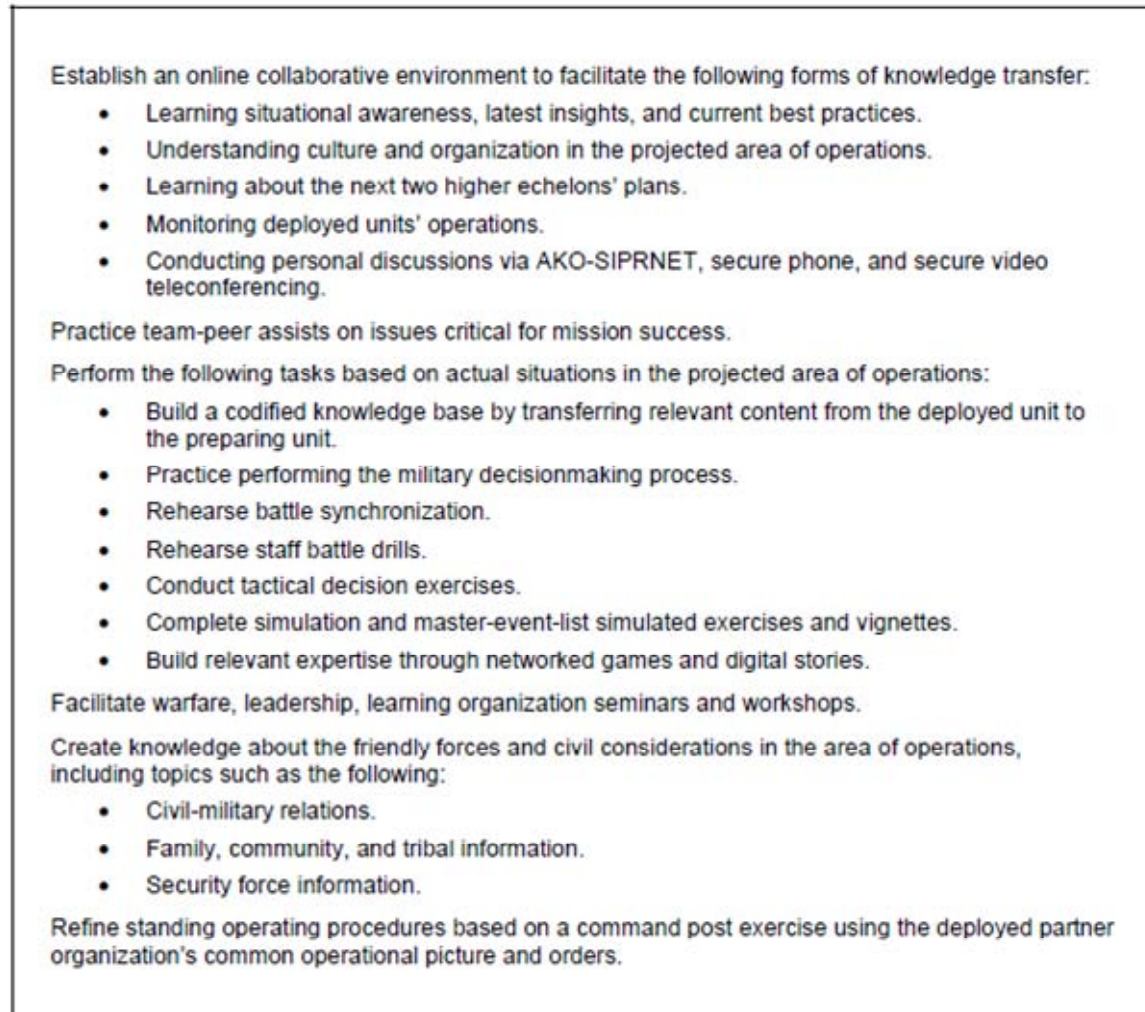 Establish an online collaborative environment to facilitate the following forms of knowledge transfer:
• Learning situational awareness, latest insights, and current best practices.
• Understanding culture and organization in the projected area of operations.
• Learning about the next two higher echelons' plans.
• Monitoring deployed units' operations.
• Conducting personal discussions via AKO-SIPRNET, secure phone, and secure video
teleconferencing.
Practice team-peer assists on issues critical for mission success.
Perform the following tasks based on actual situations in the projected area of operations:
• Build a codified knowledge base by transferring relevant content from the deployed unit to
the preparing unit.
• Practice performing the military decisionmaking process.
• Rehearse battle synchronization.
• Rehearse staff battle drills.
• Conduct tactical decision exercises.
• Complete simulation and master-event-list simulated exercises and vignettes.
• Build relevant expertise through networked games and digital stories.
Facilitate warfare, leadership, learning organization seminars and workshops.
Create knowledge about the friendly forces and civil considerations in the area of operations,
including topics such as the following:
• Civil-military relations.
• Family, community, and tribal information.
• Security force information.
Refine standing operating procedures based on a command post exercise using the deployed partner
organization's common operational picture and orders.